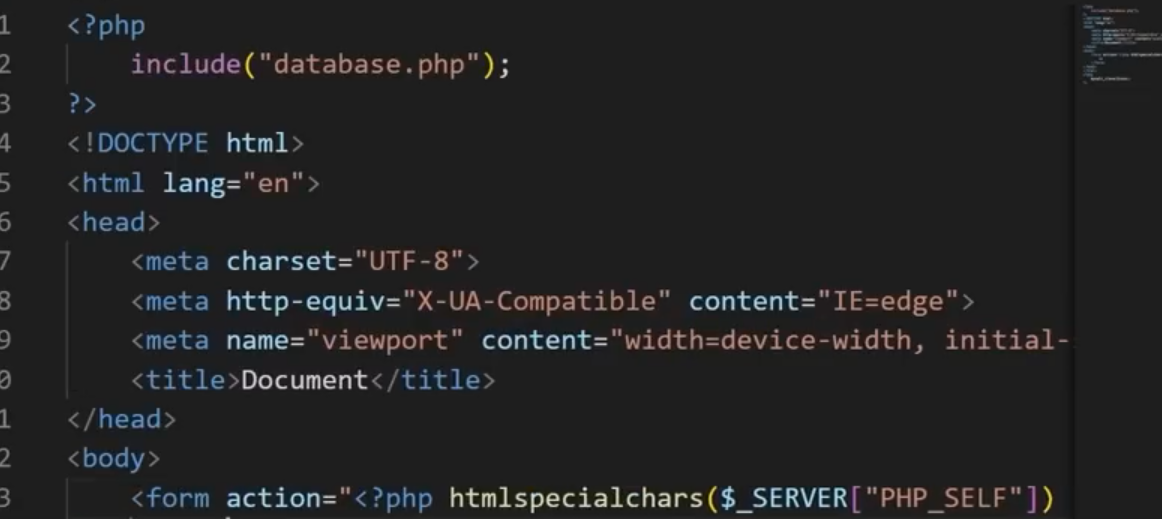 1 <?php
2 include("database.php");
3 ?>
4 <!DOCTYPE html>
5 <html lang="en">
6 <head>
7 <meta charset="UTF-8">
8 <meta http-equiv="X-UA-Compatible" content="IE=edge">
9 <meta name="viewport" content="width=device-width, initial-
0 <title>Document</title>
1 </head>
2 <body>
3 <form action="<?php htmlspecialchars($_SERVER["PHP_SELF"])